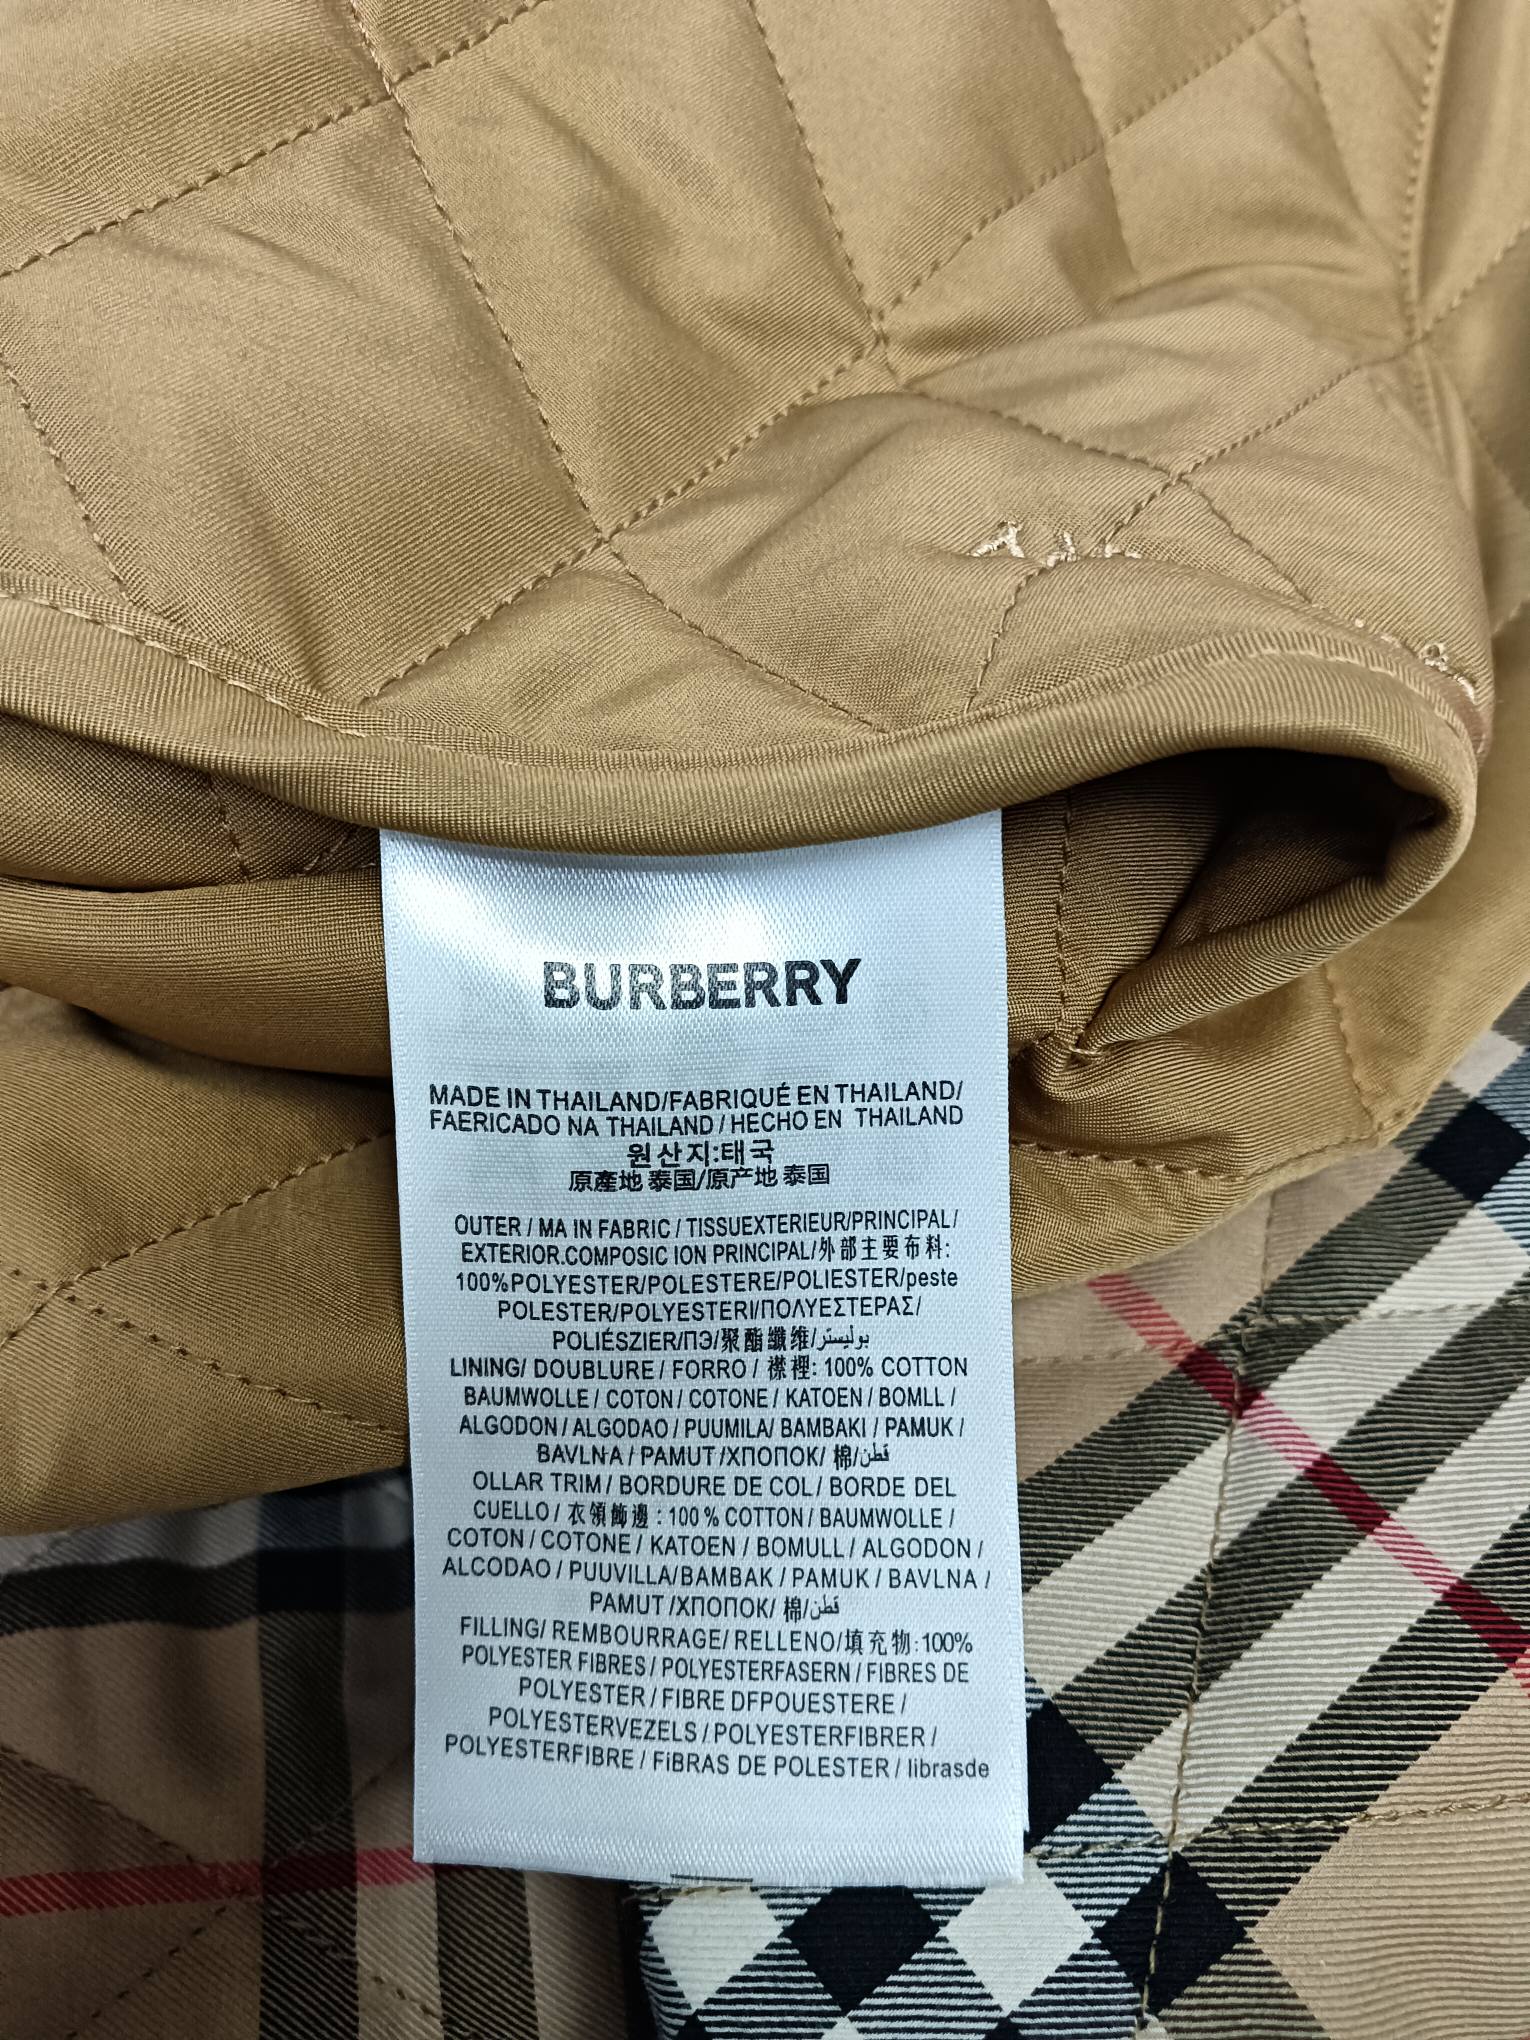 BURBERRY
MADE IN THAILAND/FABRIQUÉ EN THAILAND/
FAERICADO NA THAILAND / HECHO EN THAILAND
원산지:태국
原產地 泰国/原产地 泰国
OUTER / MA IN FABRIC / TISSUEXTERIEUR/PRINCIPAL/
EXTERIOR.COMPOSIC ION PRINCIPAL/外部主要布料:
100%POLYESTER/POLESTERE/POLIESTER/peste
POLESTER/POLYESTERI/ΠΟΛΥΕΣΤΕΡΑΣ/
POLIÉSZIER/ПЭ/聚酯纖维/بوليستر
LINING/ DOUBLURE / FORRO / 襟裡: 100% COTTON
BAUMWOLLE / COTON / COTONE / KATOEN / BOMLL /
ALGODON / ALGODAO / PUUMILA/ BAMBAKI / PAMUK /
BAVLNA / PAMUT /ХПОПОК/ 棉/قطن
OLLAR TRIM / BORDURE DE COL / BORDE DEL
CUELLO / 衣領飾邊 : 100 % COTTON / BAUMWOLLE /
COTON / COTONE / KATOEN / BOMULL / ALGODON /
ALCODAO / PUUVILLA/BAMBAK / PAMUK / BAVLNA /
PAMUT /ХПОПОК/ 棉/قطن
FILLING/ REMBOURRAGE/ RELLENO/填充物:100%
POLYESTER FIBRES / POLYESTERFASERN / FIBRES DE
POLYESTER / FIBRE DFPOUESTERE /
POLYESTERVEZELS / POLYESTERFIBRER /
POLYESTERFIBRE / FiBRAS DE POLESTER / librasde